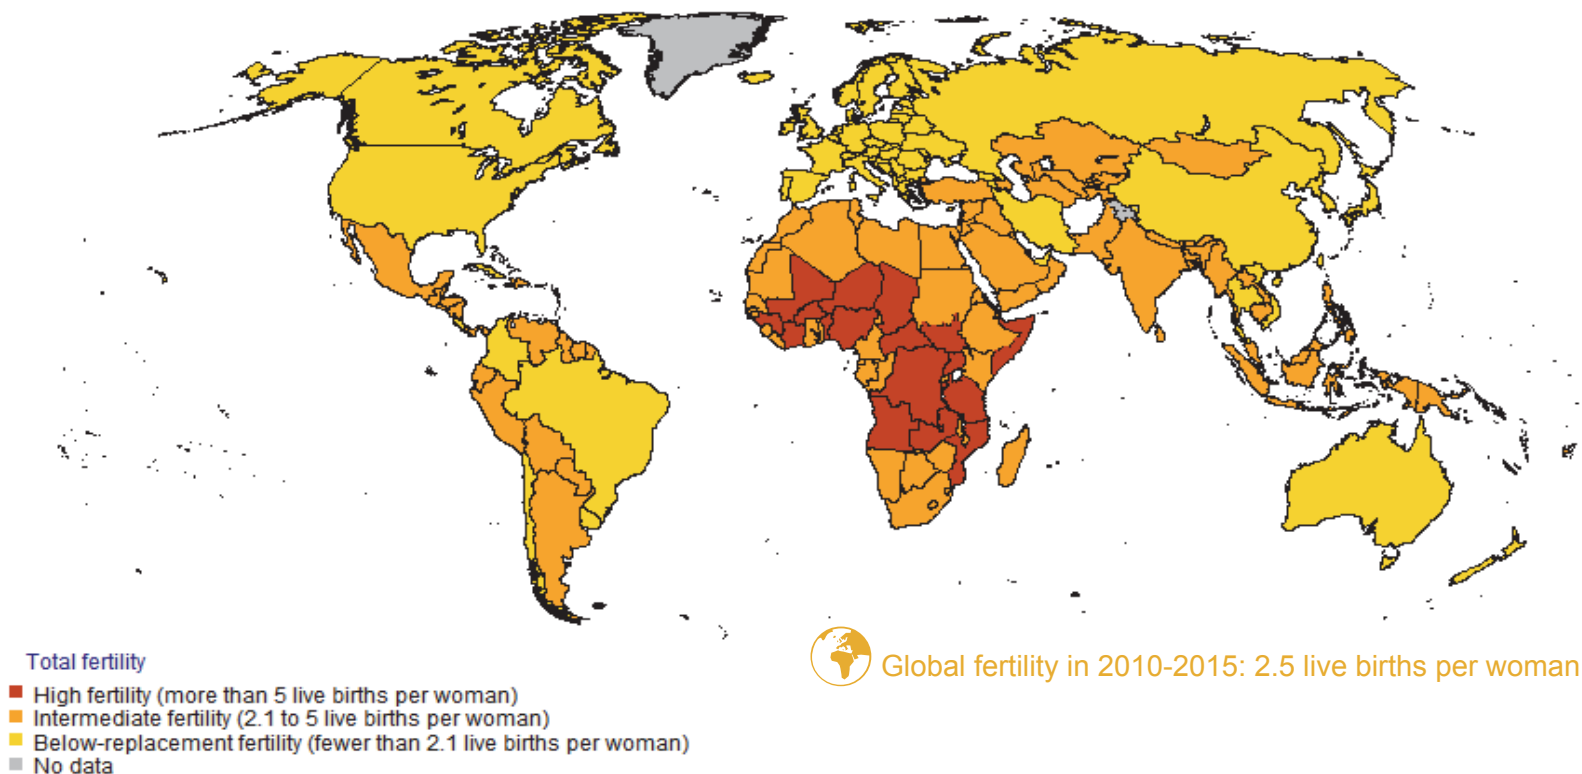 Global fertility in 2010-2015: 2.5 live births per woman
Total fertility
High fertility (more than 5 live births per woman)
Intermediate fertility (2.1 to 5 live births per woman)
Below-replacement fertility (fewer than 2.1 live births per woman)
No data